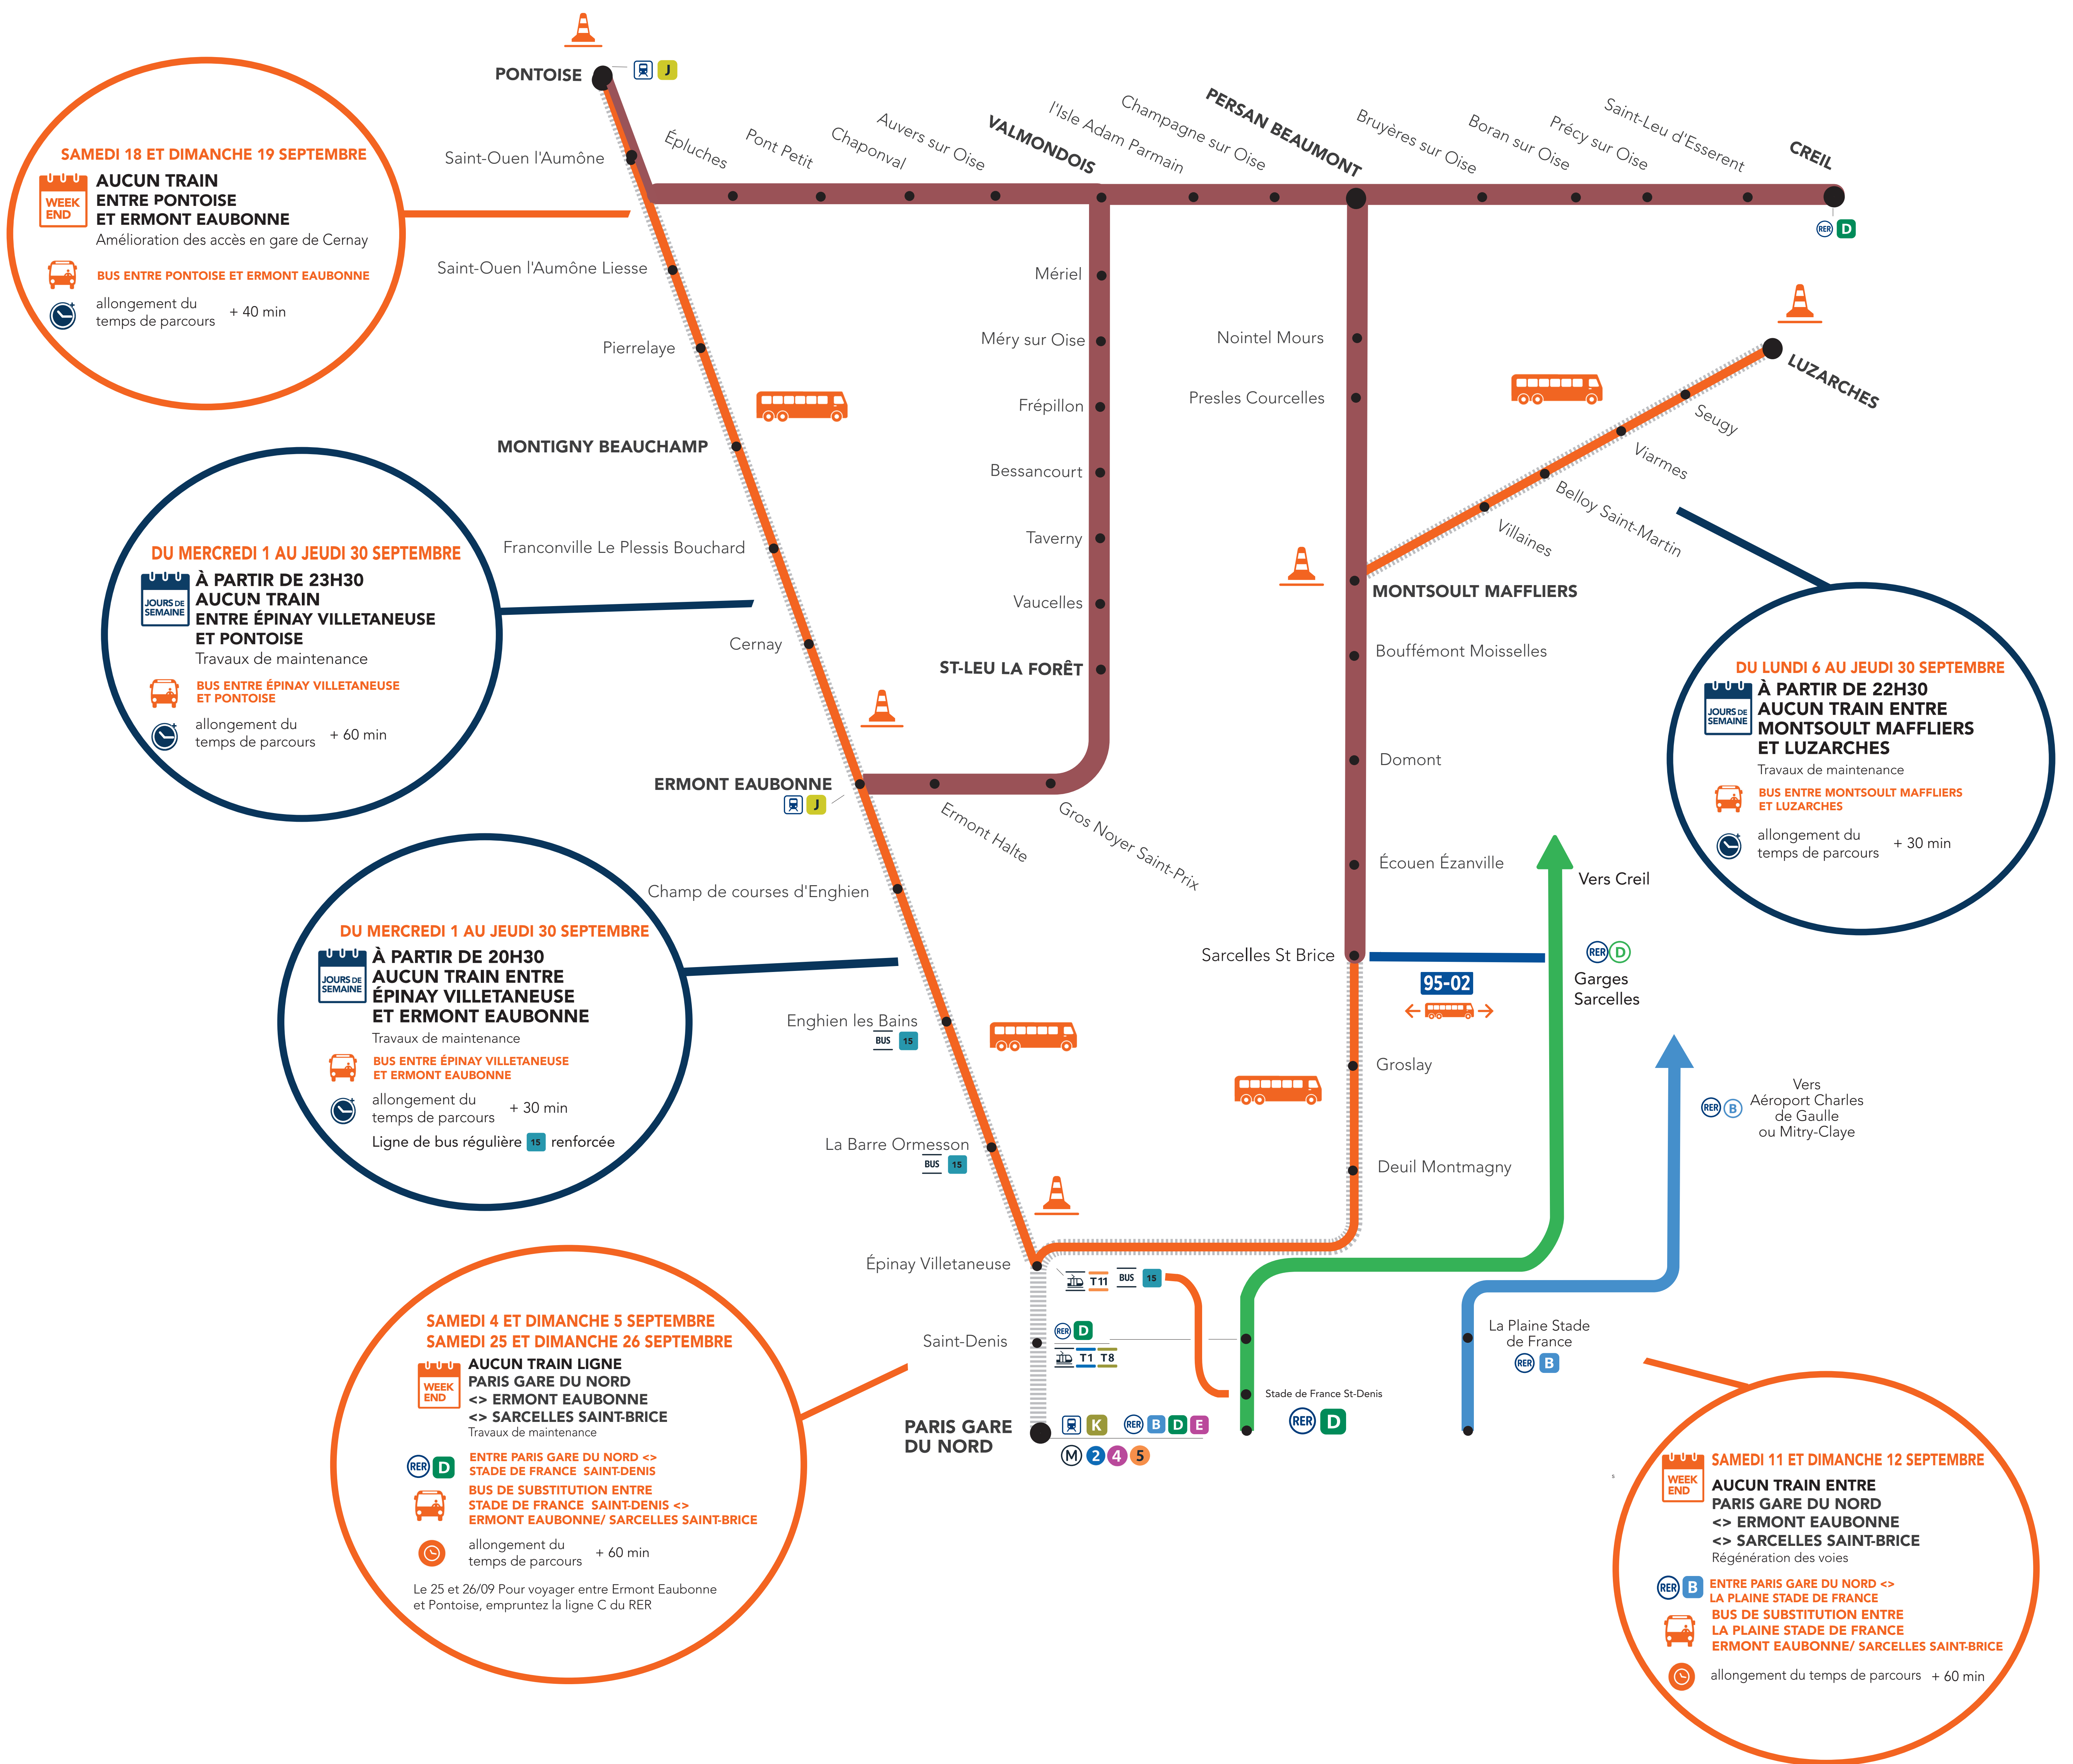 PONTOISE
J
Saint-Ouen l'Aumône
Épluches
Pont Petit
Chaponval
Auvers sur Oise
VALMONDOIS
l'Isle Adam Parmain
Champagne sur Oise
PERSAN BEAUMONT
Bruyères sur Oise
Boran sur Oise
Précy sur Oise
Saint-Leu d'Esserent
CREIL
RER D
SAMEDI 18 ET DIMANCHE 19 SEPTEMBRE
WEEK
END
AUCUN TRAIN
ENTRE PONTOISE
ET ERMONT EAUBONNE
Amélioration des accès en gare de Cernay
BUS ENTRE PONTOISE ET ERMONT EAUBONNE
allongement du
temps de parcours
+ 40 min
Saint-Ouen l'Aumône Liesse
Pierrelaye
MONTIGNY BEAUCHAMP
Franconville Le Plessis Bouchard
Cernay
ERMONT EAUBONNE
J
Mériel
Méry sur Oise
Frépillon
Bessancourt
Taverny
Vaucelles
ST-LEU LA FORÊT
Ermont Halte
Gros Noyer Saint-Prix
Nointel Mours
Presles Courcelles
LUZARCHES
Seugy
Viarmes
Belloy Saint-Martin
Villaines
MONTSOULT MAFFLIERS
Bouffémont Moisselles
Domont
Écouen Ézanville
Sarcelles St Brice
95-02
Groslay
Deuil Montmagny
Vers Creil
RER D
Garges
Sarcelles
RER B
Vers
Aéroport Charles
de Gaulle
ou Mitry-Claye
DU MERCREDI 1 AU JEUDI 30 SEPTEMBRE
JOURS DE
SEMAINE
À PARTIR DE 23H30
AUCUN TRAIN
ENTRE ÉPINAY VILLETANEUSE
ET PONTOISE
Travaux de maintenance
BUS ENTRE ÉPINAY VILLETANEUSE
ET PONTOISE
allongement du
temps de parcours
+ 60 min
DU LUNDI 6 AU JEUDI 30 SEPTEMBRE
JOURS DE
SEMAINE
À PARTIR DE 22H30
AUCUN TRAIN ENTRE
MONTSOULT MAFFLIERS
ET LUZARCHES
Travaux de maintenance
BUS ENTRE MONTSOULT MAFFLIERS
ET LUZARCHES
allongement du
temps de parcours
+ 30 min
DU MERCREDI 1 AU JEUDI 30 SEPTEMBRE
JOURS DE
SEMAINE
À PARTIR DE 20H30
AUCUN TRAIN ENTRE
ÉPINAY VILLETANEUSE
ET ERMONT EAUBONNE
Travaux de maintenance
BUS ENTRE ÉPINAY VILLETANEUSE
ET ERMONT EAUBONNE
allongement du
temps de parcours
+ 30 min
Ligne de bus régulière 15 renforcée
Champ de courses d'Enghien
Enghien les Bains
BUS 15
La Barre Ormesson
BUS 15
Épinay Villetaneuse
T11 BUS 15
Saint-Denis
RER D
T1 T8
PARIS GARE
DU NORD
K RER B D E
M 2 4 5
Stade de France St-Denis
RER D
La Plaine Stade
de France
RER B
SAMEDI 4 ET DIMANCHE 5 SEPTEMBRE
SAMEDI 25 ET DIMANCHE 26 SEPTEMBRE
WEEK
END
AUCUN TRAIN LIGNE
PARIS GARE DU NORD
<> ERMONT EAUBONNE
<> SARCELLES SAINT-BRICE
Travaux de maintenance
RER D
ENTRE PARIS GARE DU NORD <>
STADE DE FRANCE SAINT-DENIS
BUS DE SUBSTITUTION ENTRE
STADE DE FRANCE SAINT-DENIS <>
ERMONT EAUBONNE/ SARCELLES SAINT-BRICE
allongement du
temps de parcours
+ 60 min
Le 25 et 26/09 Pour voyager entre Ermont Eaubonne
et Pontoise, empruntez la ligne C du RER
s
SAMEDI 11 ET DIMANCHE 12 SEPTEMBRE
WEEK
END
AUCUN TRAIN ENTRE
PARIS GARE DU NORD
<> ERMONT EAUBONNE
<> SARCELLES SAINT-BRICE
Régénération des voies
RER B
ENTRE PARIS GARE DU NORD <>
LA PLAINE STADE DE FRANCE
BUS DE SUBSTITUTION ENTRE
LA PLAINE STADE DE FRANCE
ERMONT EAUBONNE/ SARCELLES SAINT-BRICE
allongement du temps de parcours + 60 min